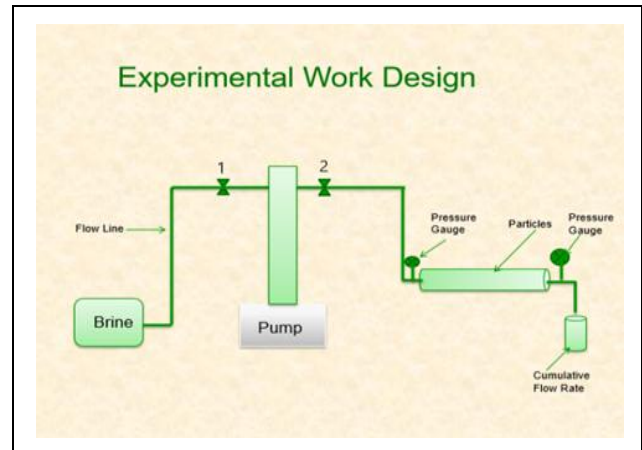 Experimental Work Design
1
2
Flow Line
Pressure
Gauge
Particles
Pressure
Gauge
Brine
Pump
Cumulative
Flow Rate